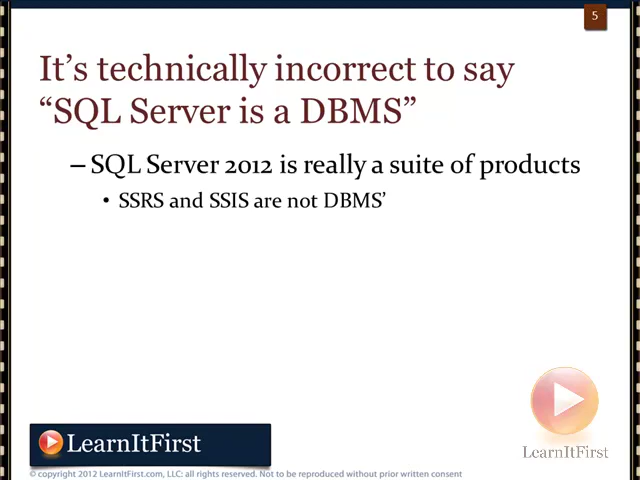 5
It's technically incorrect to say
“SQL Server is a DBMS”
– SQL Server 2012 is really a suite of products
• SSRS and SSIS are not DBMS'
LearnItFirst
LearnItFirst
© copyright 2012 LearnItFirst.com, LLC: all rights reserved. Not to be reproduced without prior written consent